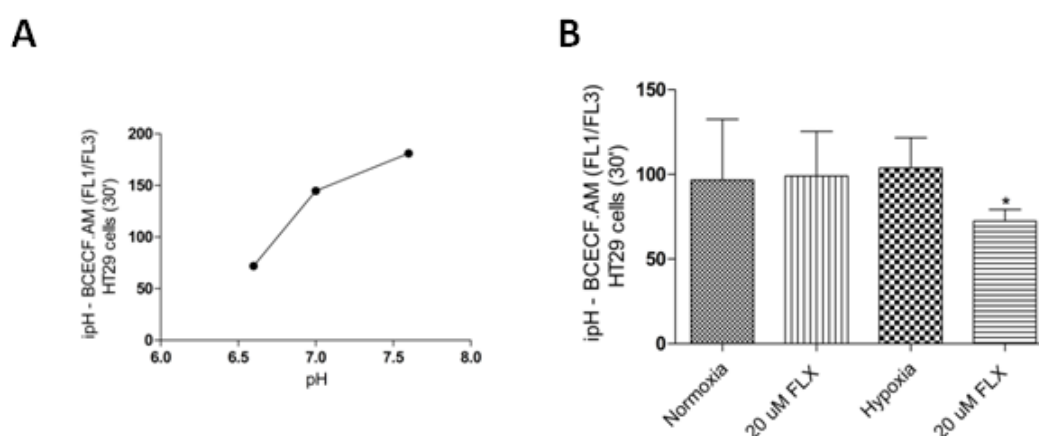 A
ipH - BCECF.AM (FL1/FL3)
HT29 cells (30')
200
150
100
50
0
6.0
6.5
7.0
7.5
8.0
pH
B
ipH - BCECF.AM (FL1/FL3)
HT29 cells (30')
150
100
50
0
*
Normoxia
20 uM FLX
Hypoxia
20 uM FLX